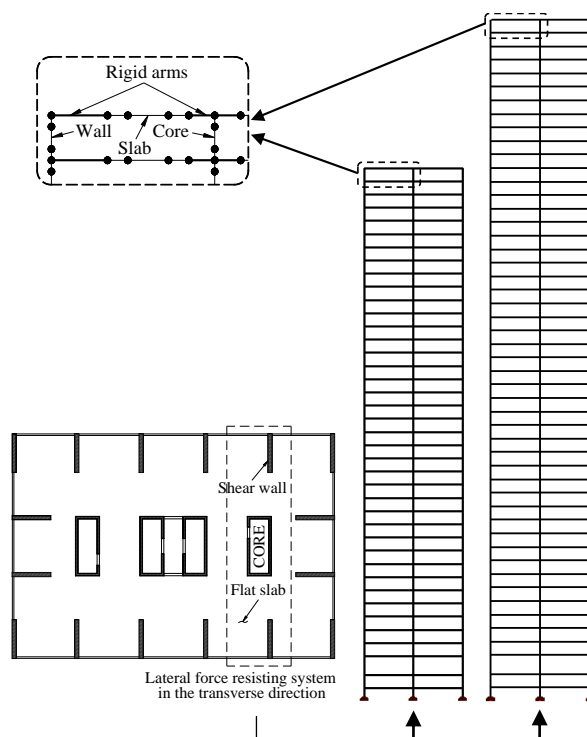 Rigid arms
Wall
Core
Slab
Shear wall
CORE
Flat slab
Lateral force resisting system
in the transverse direction